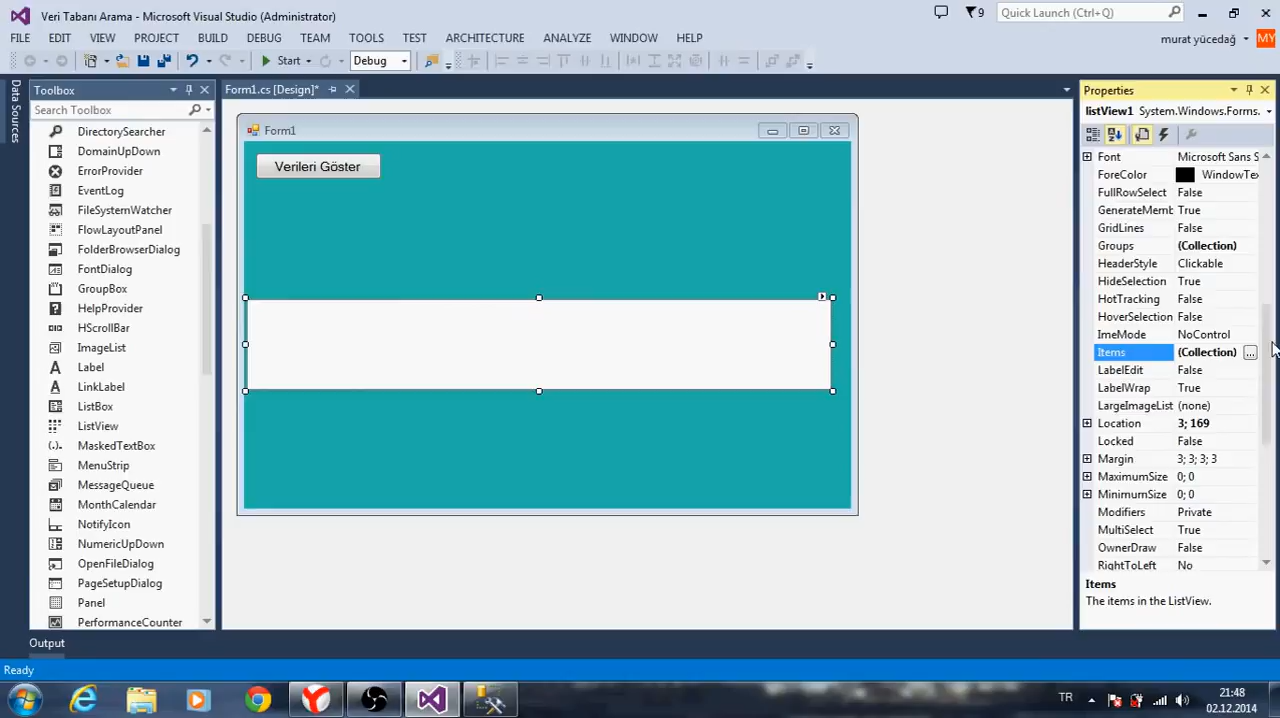 Veri Tabanı Arama - Microsoft Visual Studio (Administrator)
9
Quick Launch (Ctrl+Q)
FILE EDIT VIEW PROJECT BUILD DEBUG TEAM TOOLS TEST ARCHITECTURE ANALYZE WINDOW HELP
murat yücedağ
MY
Start
Debug
Data Sources
Toolbox
Search Toolbox
DirectorySearcher
DomainUpDown
ErrorProvider
EventLog
FileSystemWatcher
FlowLayoutPanel
FolderBrowserDialog
FontDialog
GroupBox
HelpProvider
HScrollBar
ImageList
Label
LinkLabel
ListBox
ListView
MaskedTextBox
MenuStrip
MessageQueue
MonthCalendar
NotifyIcon
NumericUpDown
OpenFileDialog
PageSetupDialog
Panel
PerformanceCounter
Form1.cs [Design]*
Form1
Verileri Göster
Properties
listView1 System.Windows.Forms.
Font Microsoft Sans S
ForeColor WindowTex
FullRowSelect False
GenerateMemb True
GridLines False
Groups (Collection)
HeaderStyle Clickable
HideSelection True
HotTracking False
HoverSelection False
ImeMode NoControl
Items (Collection) ...
LabelEdit False
LabelWrap True
LargeImageList (none)
Location 3; 169
Locked False
Margin 3; 3; 3; 3
MaximumSize 0; 0
MinimumSize 0; 0
Modifiers Private
MultiSelect True
OwnerDraw False
RightToLeft No
Items
The items in the ListView.
Output
Ready
TR
21:48
02.12.2014